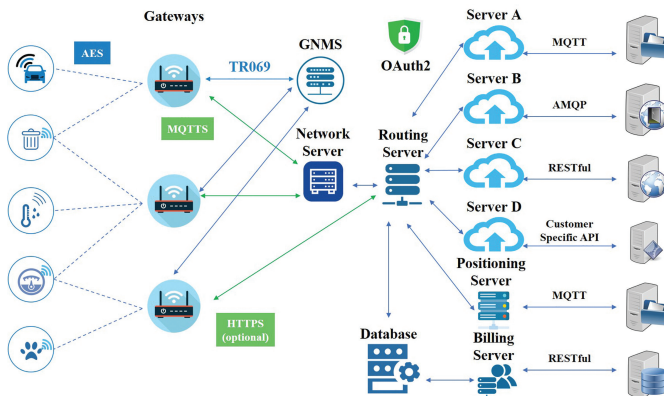 Gateways
AES
GNMS
TR069
MQTTS
Network
Server
OAuth2
Routing
Server
HTTPS
(optional)
Database
Server A
MQTT
Server B
AMQP
Server C
RESTful
Server D
Customer
Specific API
Positioning
Server
MQTT
Billing
Server
RESTful